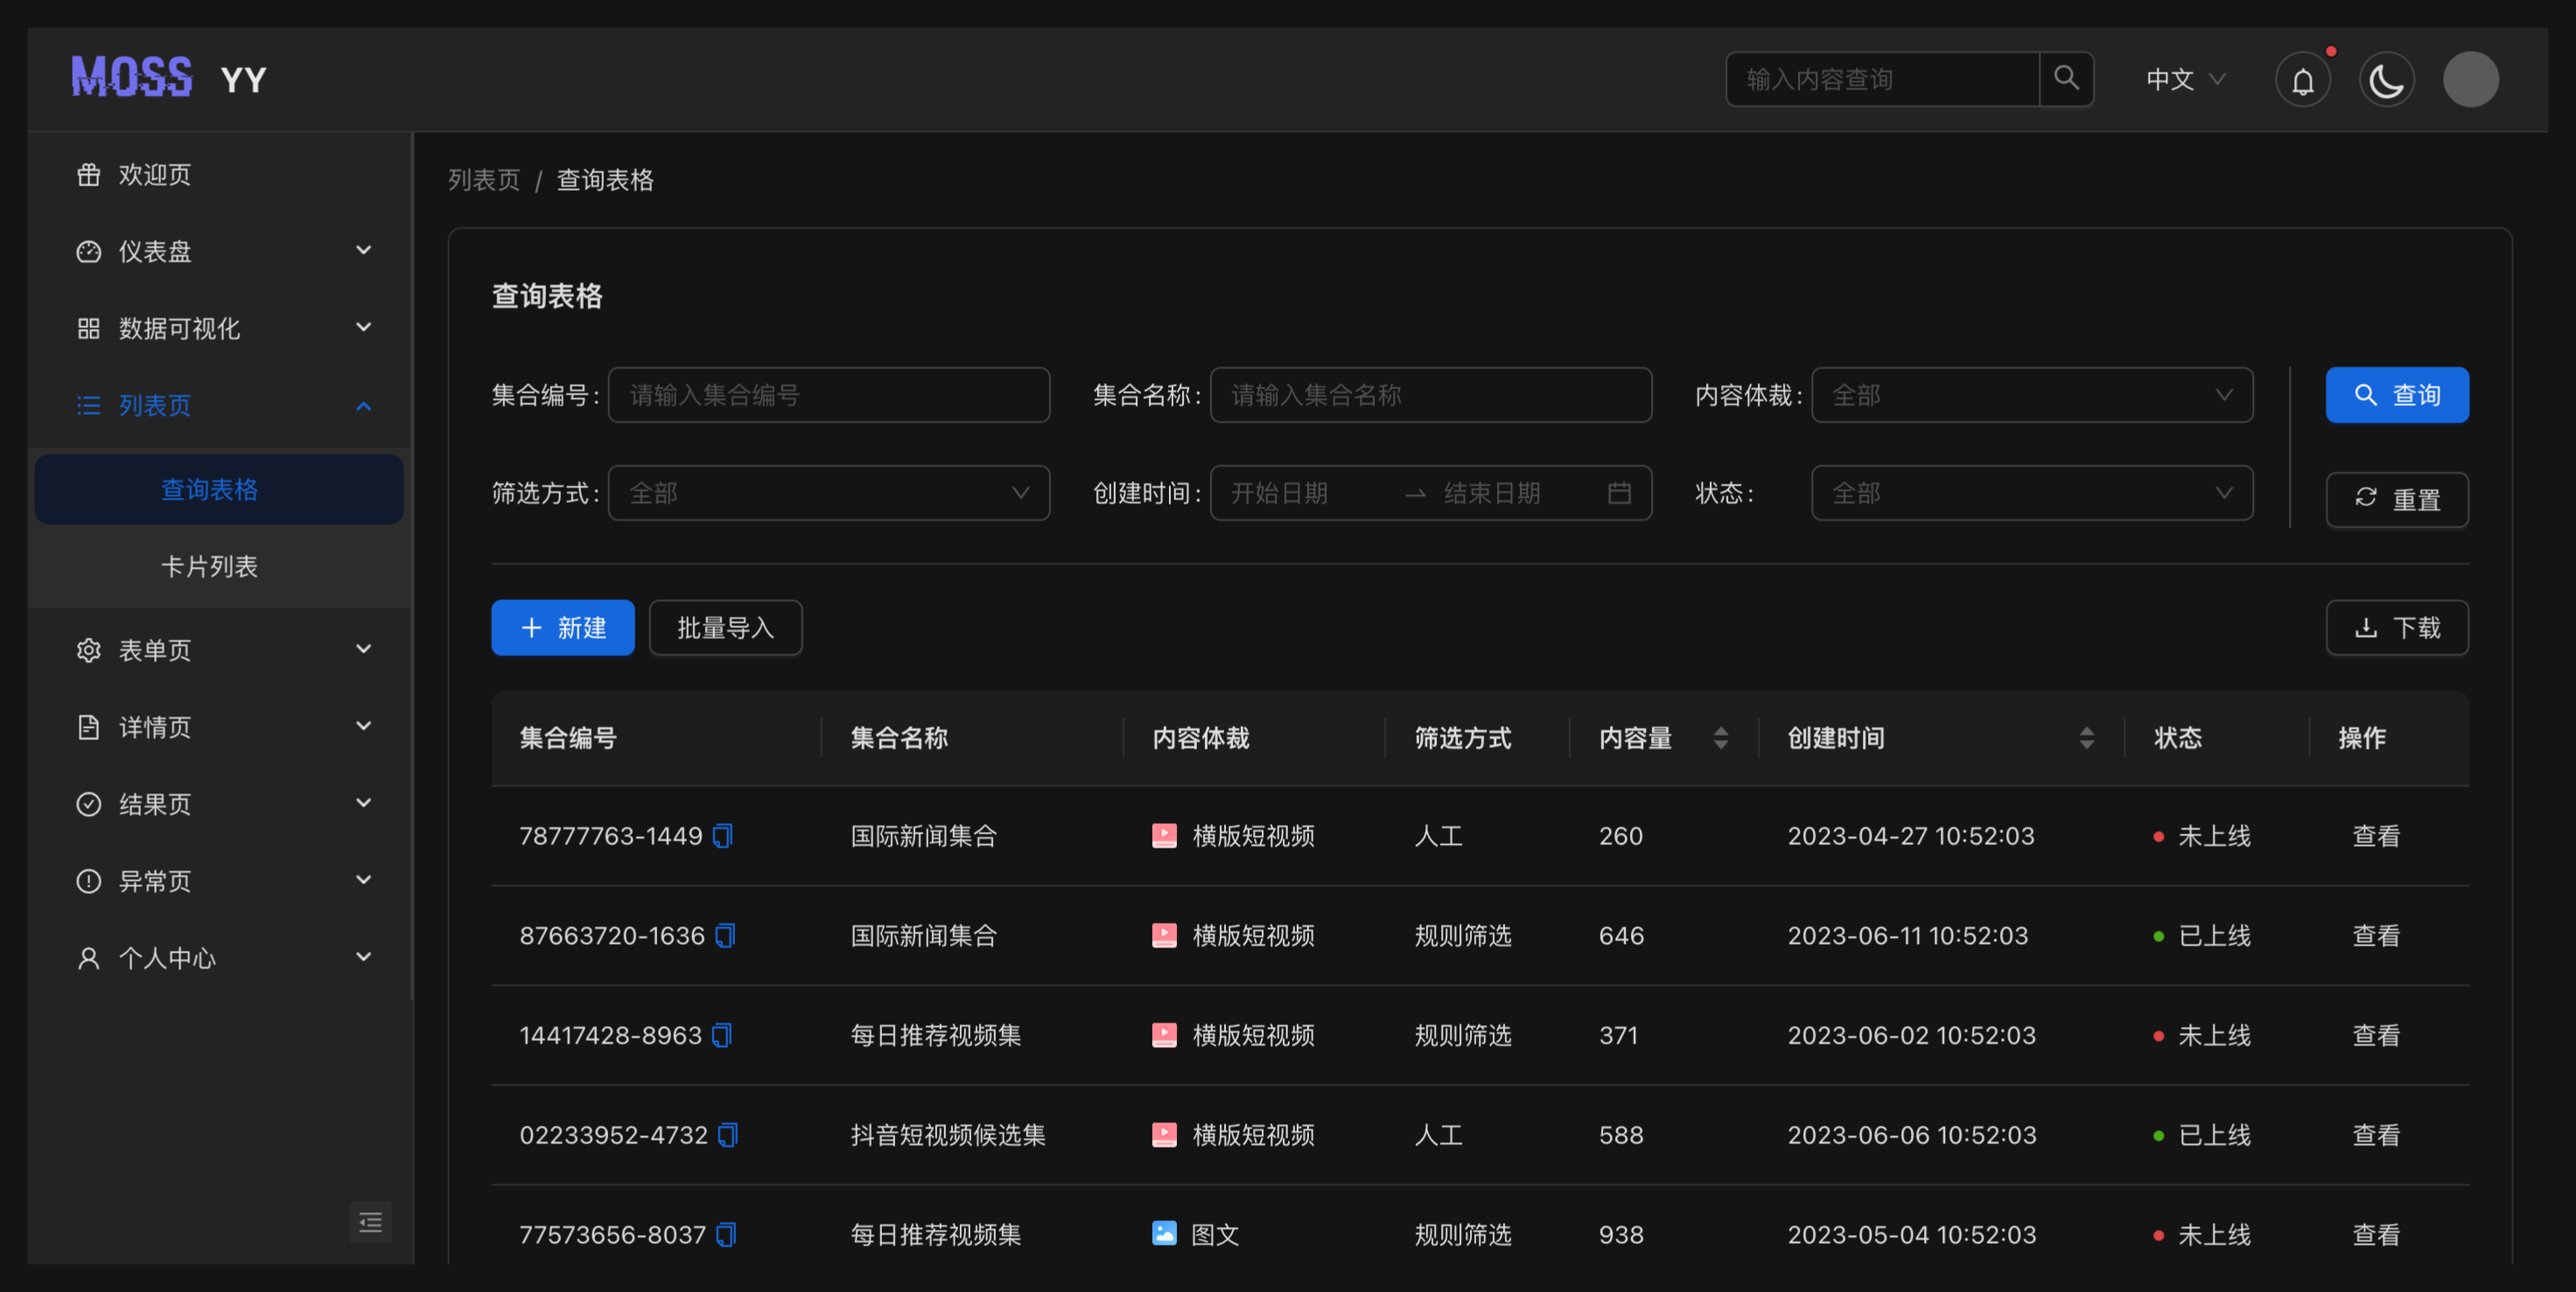 MOSS YY 输入内容查询 中文
欢迎页
仪表盘
数据可视化
列表页
查询表格
卡片列表
表单页
详情页
结果页
异常页
个人中心
列表页 / 查询表格
查询表格
集合编号: 请输入集合编号 集合名称: 请输入集合名称 内容体裁: 全部 查询
筛选方式: 全部 创建时间: 开始日期 → 结束日期 状态: 全部 重置
+ 新建 批量导入 下载
集合编号 集合名称 内容体裁 筛选方式 内容量 创建时间 状态 操作
78777763-1449 国际新闻集合 横版短视频 人工 260 2023-04-27 10:52:03 未上线 查看
87663720-1636 国际新闻集合 横版短视频 规则筛选 646 2023-06-11 10:52:03 已上线 查看
14417428-8963 每日推荐视频集 横版短视频 规则筛选 371 2023-06-02 10:52:03 未上线 查看
02233952-4732 抖音短视频候选集 横版短视频 人工 588 2023-06-06 10:52:03 已上线 查看
77573656-8037 每日推荐视频集 图文 规则筛选 938 2023-05-04 10:52:03 未上线 查看